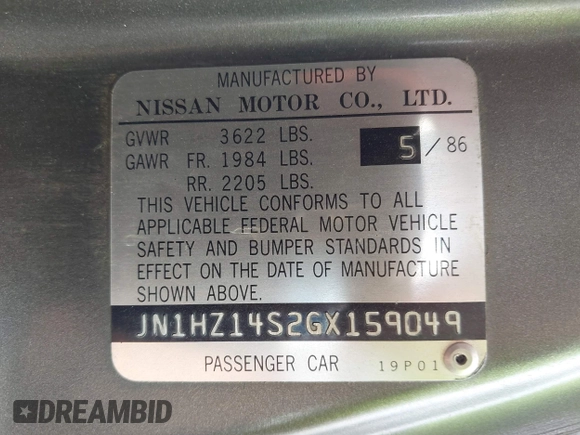 MANUFACTURED BY
NISSAN MOTOR CO., LTD.
GVWR 3622 LBS.
GAWR FR. 1984 LBS. 5/86
RR. 2205 LBS.
THIS VEHICLE CONFORMS TO ALL
APPLICABLE FEDERAL MOTOR VEHICLE
SAFETY AND BUMPER STANDARDS IN
EFFECT ON THE DATE OF MANUFACTURE
SHOWN ABOVE.
JN1HZ14S2GX159049
PASSENGER CAR 19P01
DREAMBID